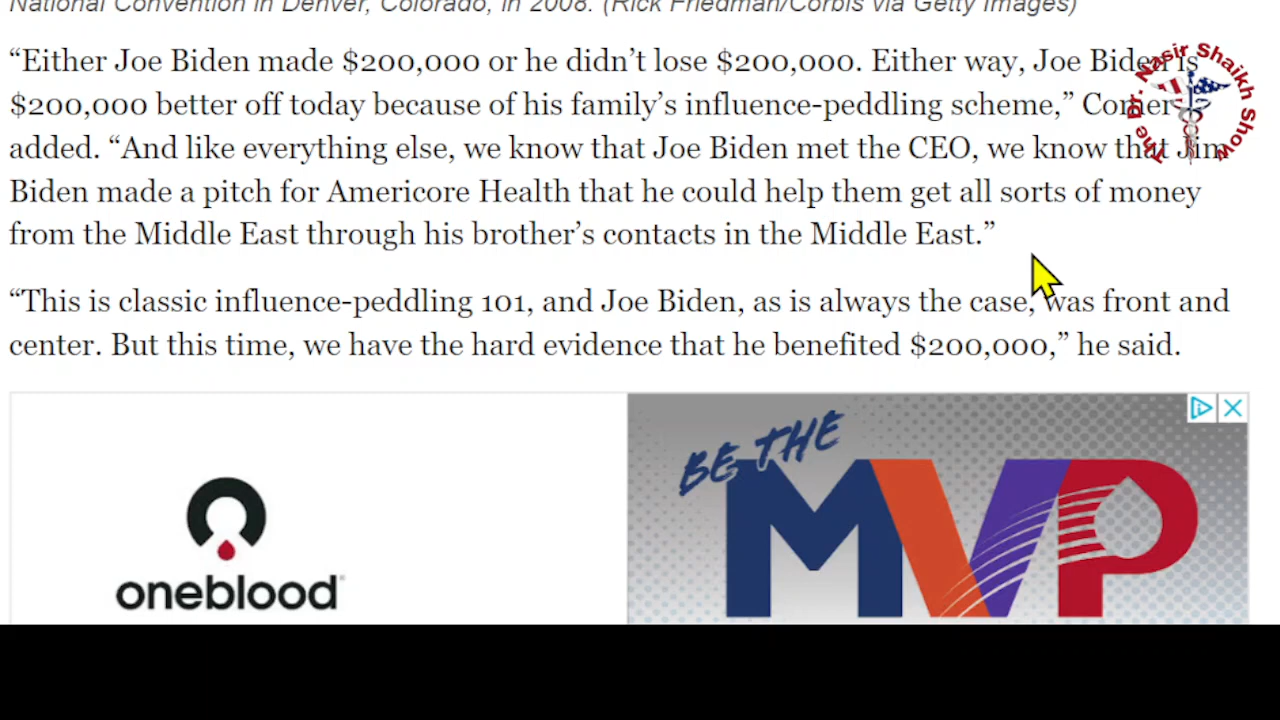 National Convention in Denver, Colorado, in 2008. (Rick Friedman/Corbis via Getty Images)
“Either Joe Biden made $200,000 or he didn’t lose $200,000. Either way, Joe Biden is
$200,000 better off today because of his family’s influence-peddling scheme,” Comer
added. “And like everything else, we know that Joe Biden met the CEO, we know that Jim
Biden made a pitch for Americore Health that he could help them get all sorts of money
from the Middle East through his brother’s contacts in the Middle East.”
“This is classic influence-peddling 101, and Joe Biden, as is always the case, was front and
center. But this time, we have the hard evidence that he benefited $200,000,” he said.
The Dr. Nasir Shaikh Show
oneblood
BE THE
MVP